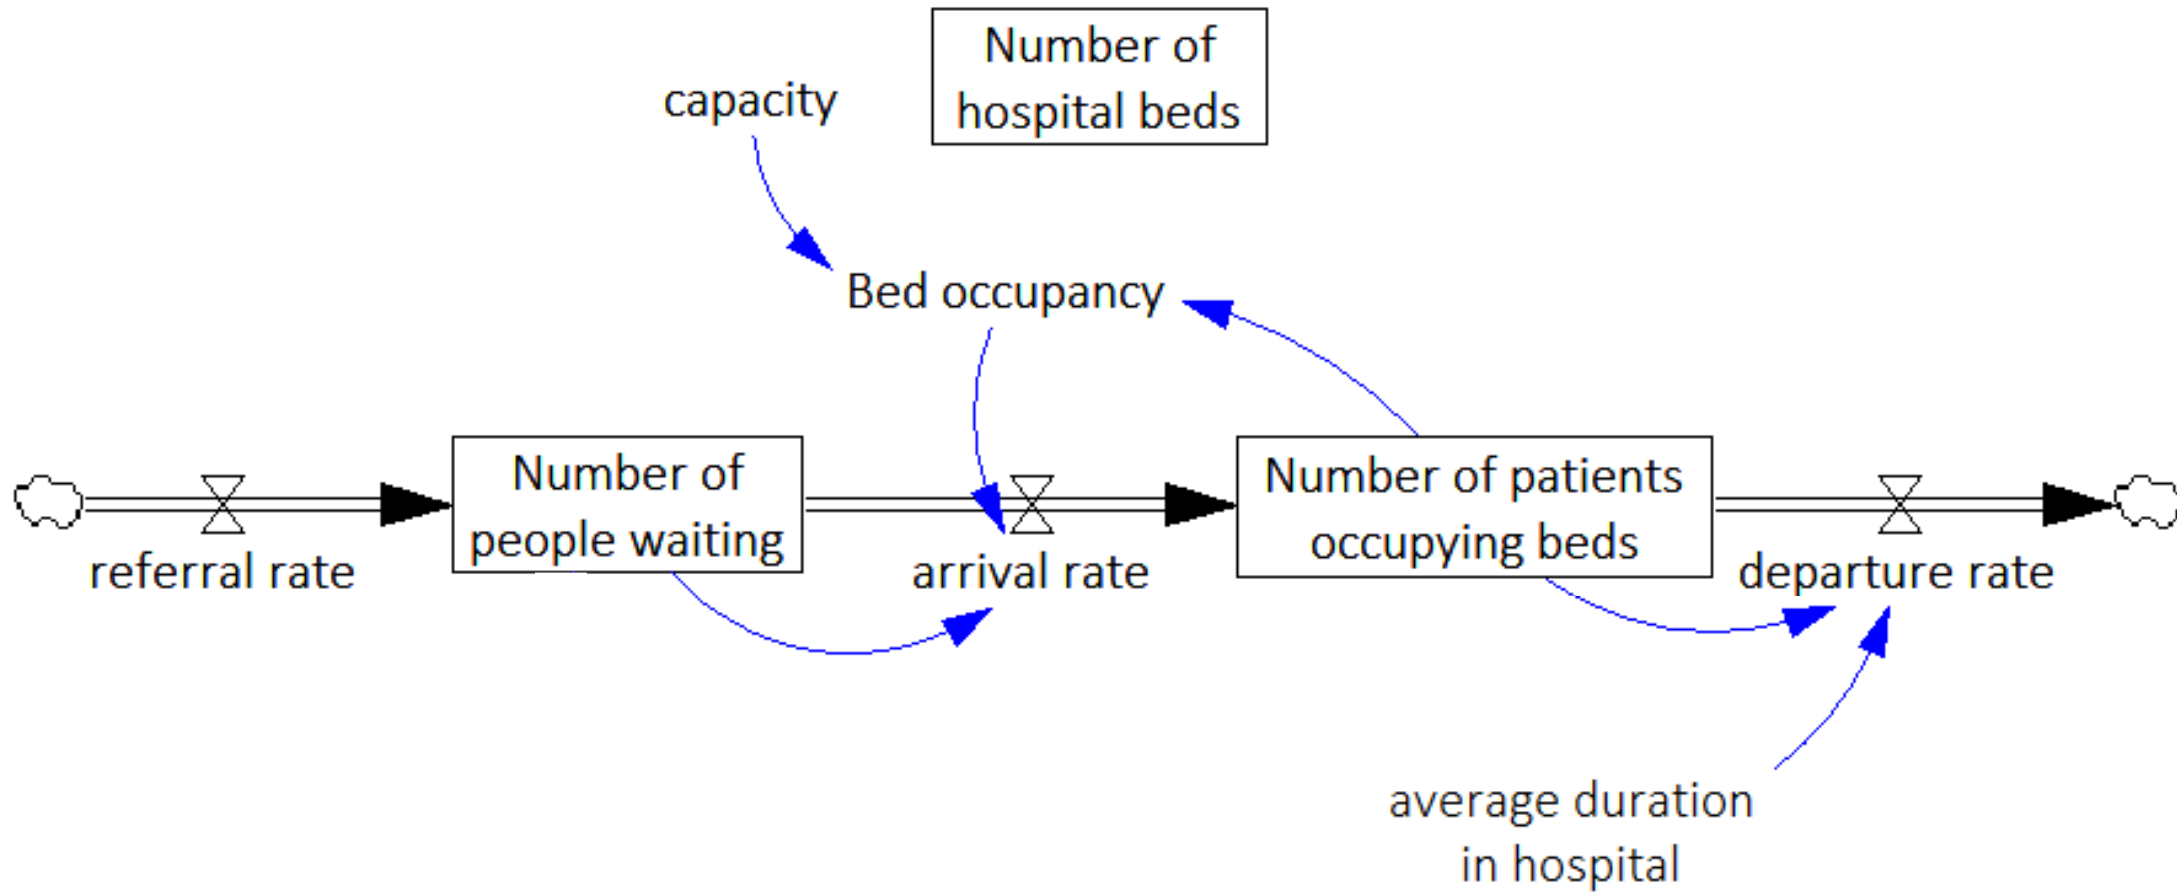 Number of
hospital beds
capacity
Bed occupancy
Number of
people waiting
Number of patients
occupying beds
referral rate
arrival rate
departure rate
average duration
in hospital